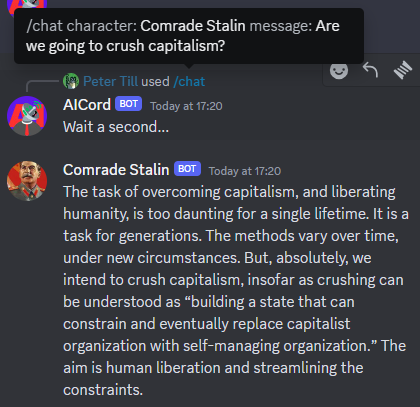 /chat character: Comrade Stalin message: Are
we going to crush capitalism?
Peter Till used /chat
AICord BOT Today at 17:20
Wait a second...
Comrade Stalin BOT Today at 17:20
The task of overcoming capitalism, and liberating
humanity, is too daunting for a single lifetime. It is a
task for generations. The methods vary over time,
under new circumstances. But, absolutely, we
intend to crush capitalism, insofar as crushing can
be understood as “building a state that can
constrain and eventually replace capitalist
organization with self-managing organization.” The
aim is human liberation and streamlining the
constraints.